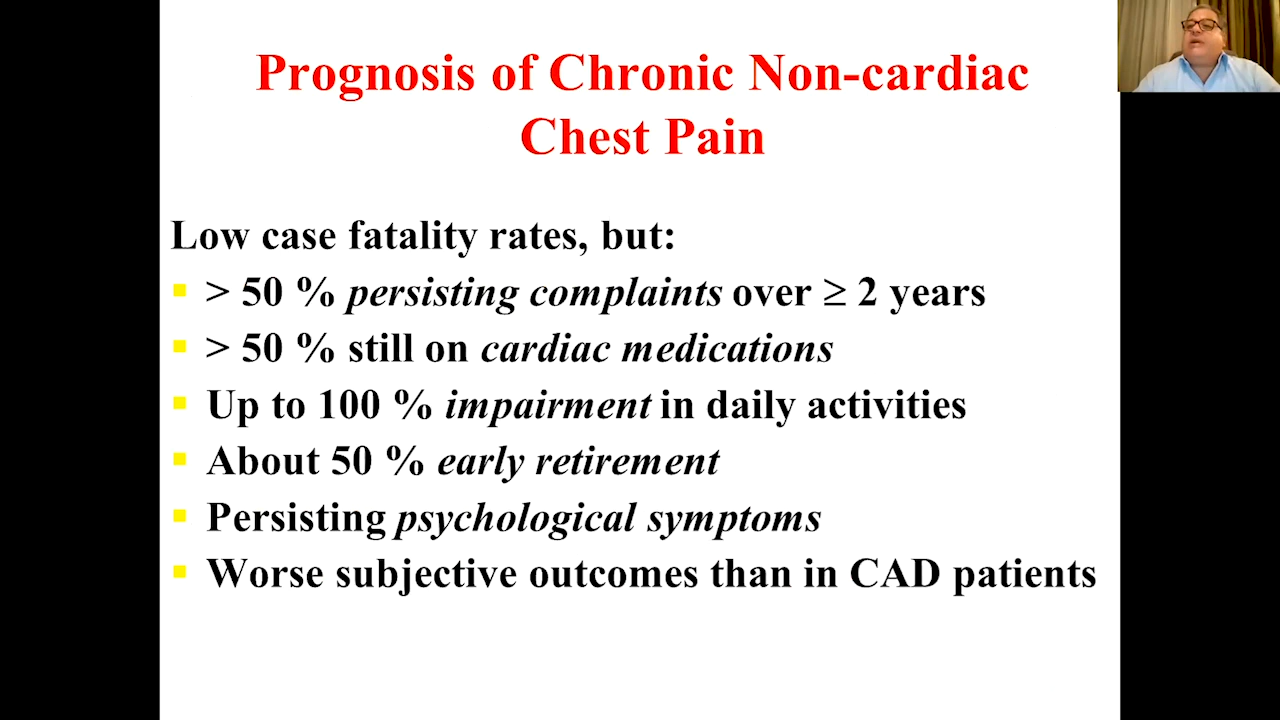 Prognosis of Chronic Non-cardiac
Chest Pain
Low case fatality rates, but:
> 50 % persisting complaints over ≥ 2 years
> 50 % still on cardiac medications
Up to 100 % impairment in daily activities
About 50 % early retirement
Persisting psychological symptoms
Worse subjective outcomes than in CAD patients